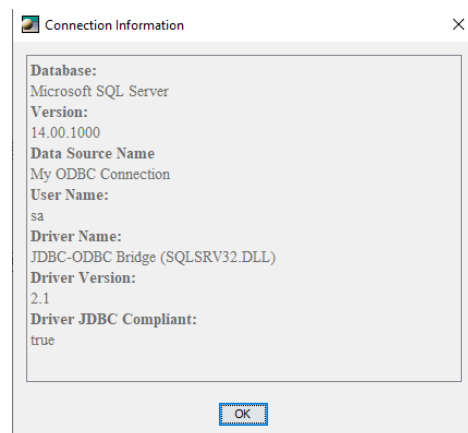 Connection Information
Database:
Microsoft SQL Server
Version:
14.00.1000
Data Source Name
My ODBC Connection
User Name:
sa
Driver Name:
JDBC-ODBC Bridge (SQLSRV32.DLL)
Driver Version:
2.1
Driver JDBC Compliant:
true
OK